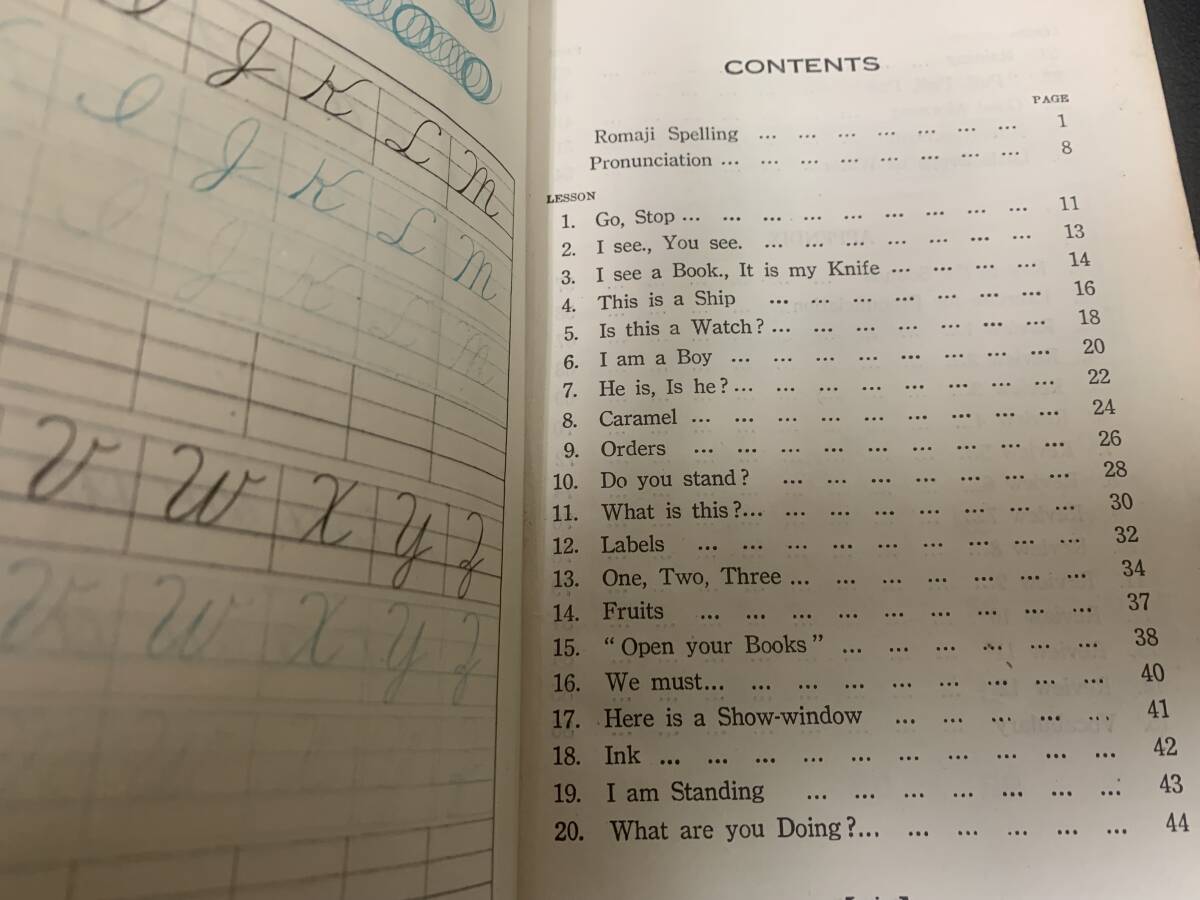 J K L M
I J K L M
I J K L M
V W X Y Z
V W X Y Z
CONTENTS
PAGE
Romaji Spelling ... ... ... ... ... ... ... 1
Pronunciation ... ... ... ... ... ... ... ... 8
LESSON
1. Go, Stop ... ... ... ... ... ... ... ... ... 11
2. I see., You see. ... ... ... ... ... ... ... 13
3. I see a Book., It is my Knife ... ... ... ... 14
4. This is a Ship ... ... ... ... ... ... ... 16
5. Is this a Watch? ... ... ... ... ... ... ... 18
6. I am a Boy ... ... ... ... ... ... ... ... 20
7. He is, Is he? ... ... ... ... ... ... ... ... 22
8. Caramel ... ... ... ... ... ... ... ... ... 24
9. Orders ... ... ... ... ... ... ... ... ... 26
10. Do you stand? ... ... ... ... ... ... ... 28
11. What is this? ... ... ... ... ... ... ... ... 30
12. Labels ... ... ... ... ... ... ... ... ... 32
13. One, Two, Three ... ... ... ... ... ... ... 34
14. Fruits ... ... ... ... ... ... ... ... ... 37
15. “Open your Books” ... ... ... ... ... ... 38
16. We must... ... ... ... ... ... ... ... ... 40
17. Here is a Show-window ... ... ... ... ... 41
18. Ink ... ... ... ... ... ... ... ... ... ... 42
19. I am Standing ... ... ... ... ... ... ... 43
20. What are you Doing? ... ... ... ... ... ... 44